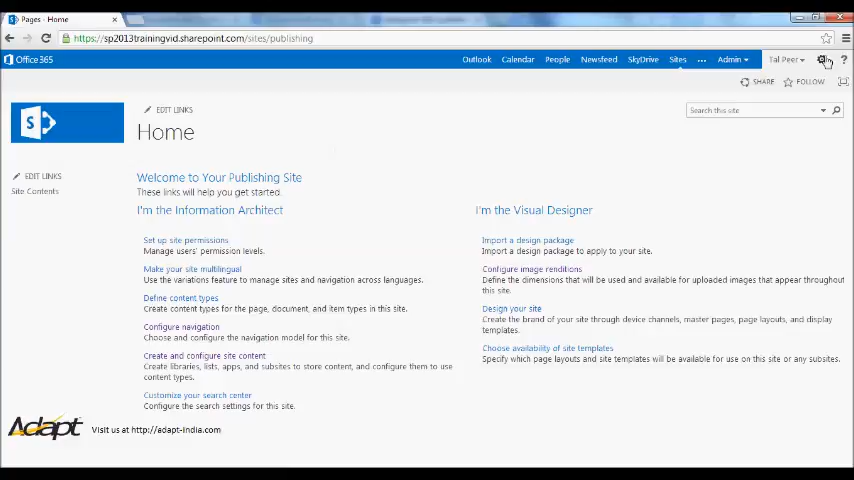 Pages - Home
https://sp2013trainingvid.sharepoint.com/sites/publishing
Office 365
Outlook Calendar People Newsfeed SkyDrive Sites ... Admin Tal Peer ?
SHARE FOLLOW
EDIT LINKS
Search this site
Home
EDIT LINKS
Site Contents
Welcome to Your Publishing Site
These links will help you get started.
I'm the Information Architect
Set up site permissions
Manage users' permission levels.
Make your site multilingual
Use the variations feature to manage sites and navigation across languages.
Define content types
Create content types for the page, document, and item types in this site.
Configure navigation
Choose and configure the navigation model for this site.
Create and configure site content
Create libraries, lists, apps, and subsites to store content, and configure them to use
content types.
Customize your search center
Configure the search settings for this site.
I'm the Visual Designer
Import a design package
Import a design package to apply to your site.
Configure image renditions
Define the dimensions that will be used and available for uploaded images that appear throughout
this site.
Design your site
Create the brand of your site through device channels, master pages, page layouts, and display
templates.
Choose availability of site templates
Specify which page layouts and site templates will be available for use on this site or any subsites.
Adapt Visit us at http://adapt-india.com